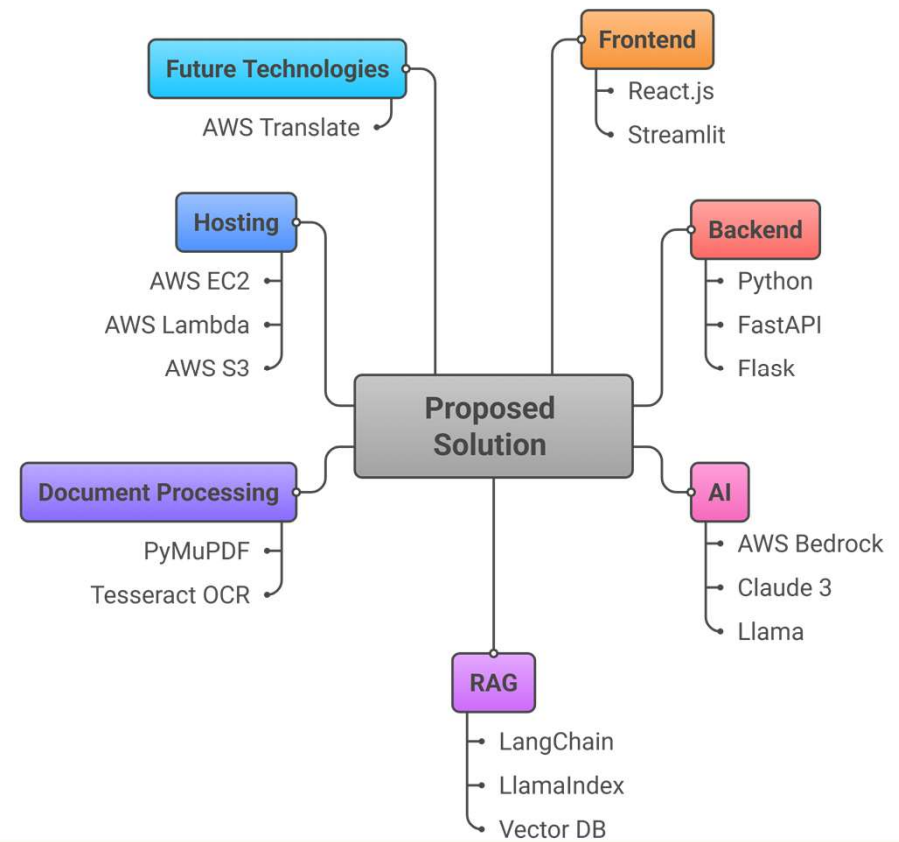 Frontend
React.js
Streamlit
Future Technologies
AWS Translate
Hosting
AWS EC2
AWS Lambda
AWS S3
Backend
Python
FastAPI
Flask
Proposed
Solution
Document Processing
PyMuPDF
Tesseract OCR
AI
AWS Bedrock
Claude 3
Llama
RAG
LangChain
LlamaIndex
Vector DB